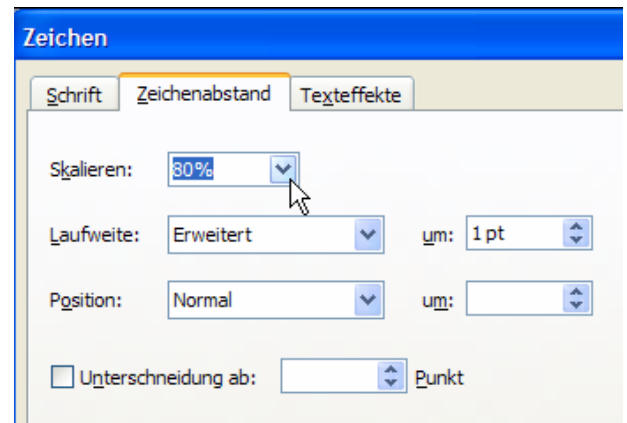 Zeichen
Schrift Zeichenabstand Texteffekte
Skalieren: 80%
Laufweite: Erweitert um: 1 pt
Position: Normal um:
Unterschneidung ab: Punkt